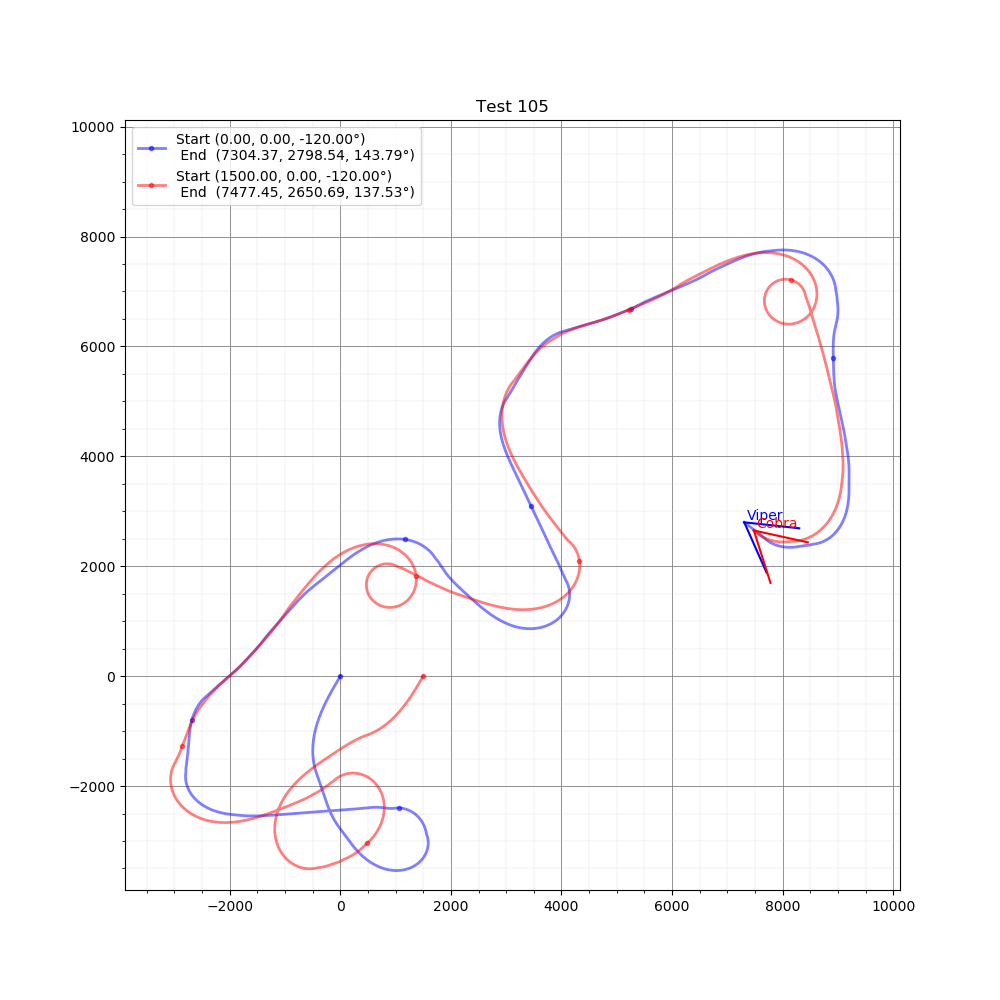 Test 105
Start (0.00, 0.00, -120.00°)
End (7304.37, 2798.54, 143.79°)
Start (1500.00, 0.00, -120.00°)
End (7477.45, 2650.69, 137.53°)
10000
8000
6000
4000
2000
0
−2000
Viper
Cobra
−2000
0
2000
4000
6000
8000
10000